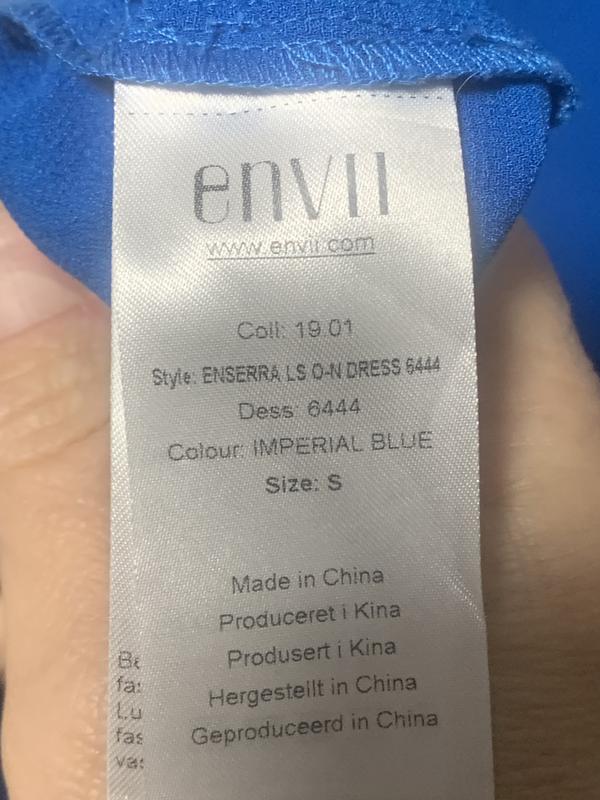 envii
www.envii.com
Coll: 19.01
Style: ENSERRA LS O-N DRESS 6444
Dess: 6444
Colour: IMPERIAL BLUE
Size: S
Made in China
Produceret i Kina
Produsert i Kina
Hergestellt in China
Geproduceerd in China